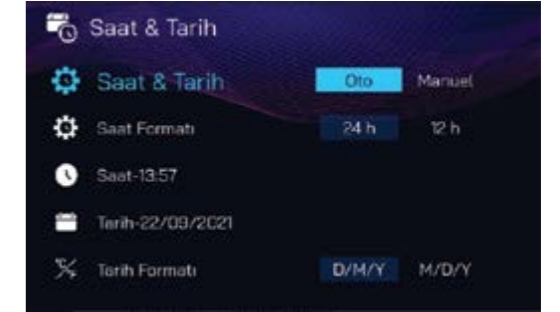 Saat & Tarih
Saat & Tarih Oto Manuel
Saat Formatı 24 h 12 h
Saat-13:57
Tarih-22/09/2021
Tarih Formatı D/M/Y M/D/Y